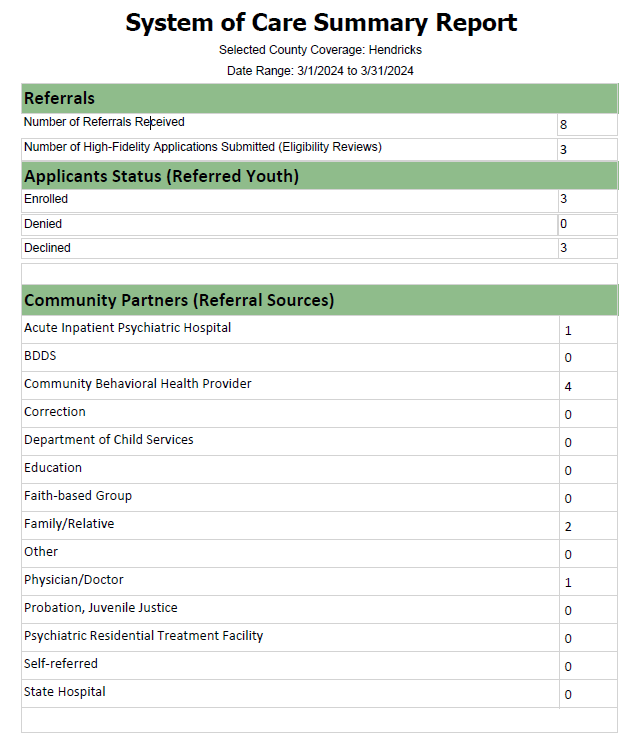 System of Care Summary Report
Selected County Coverage: Hendricks
Date Range: 3/1/2024 to 3/31/2024
Referrals
Number of Referrals Received 8
Number of High-Fidelity Applications Submitted (Eligibility Reviews) 3
Applicants Status (Referred Youth)
Enrolled 3
Denied 0
Declined 3
Community Partners (Referral Sources)
Acute Inpatient Psychiatric Hospital 1
BDDS 0
Community Behavioral Health Provider 4
Correction 0
Department of Child Services 0
Education 0
Faith-based Group 0
Family/Relative 2
Other 0
Physician/Doctor 1
Probation, Juvenile Justice 0
Psychiatric Residential Treatment Facility 0
Self-referred 0
State Hospital 0